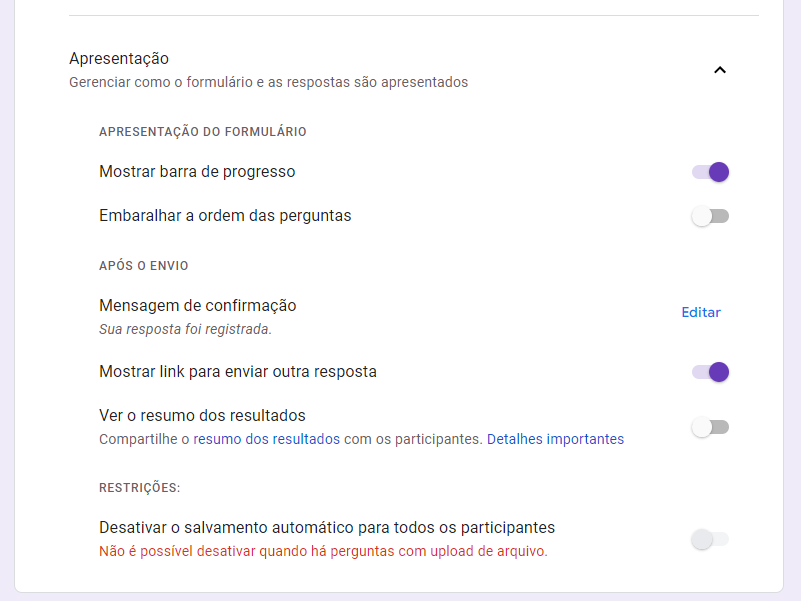 Apresentação
Gerenciar como o formulário e as respostas são apresentados
APRESENTAÇÃO DO FORMULÁRIO
Mostrar barra de progresso
Embaralhar a ordem das perguntas
APÓS O ENVIO
Mensagem de confirmação
Editar
Sua resposta foi registrada.
Mostrar link para enviar outra resposta
Ver o resumo dos resultados
Compartilhe o resumo dos resultados com os participantes. Detalhes importantes
RESTRIÇÕES:
Desativar o salvamento automático para todos os participantes
Não é possível desativar quando há perguntas com upload de arquivo.